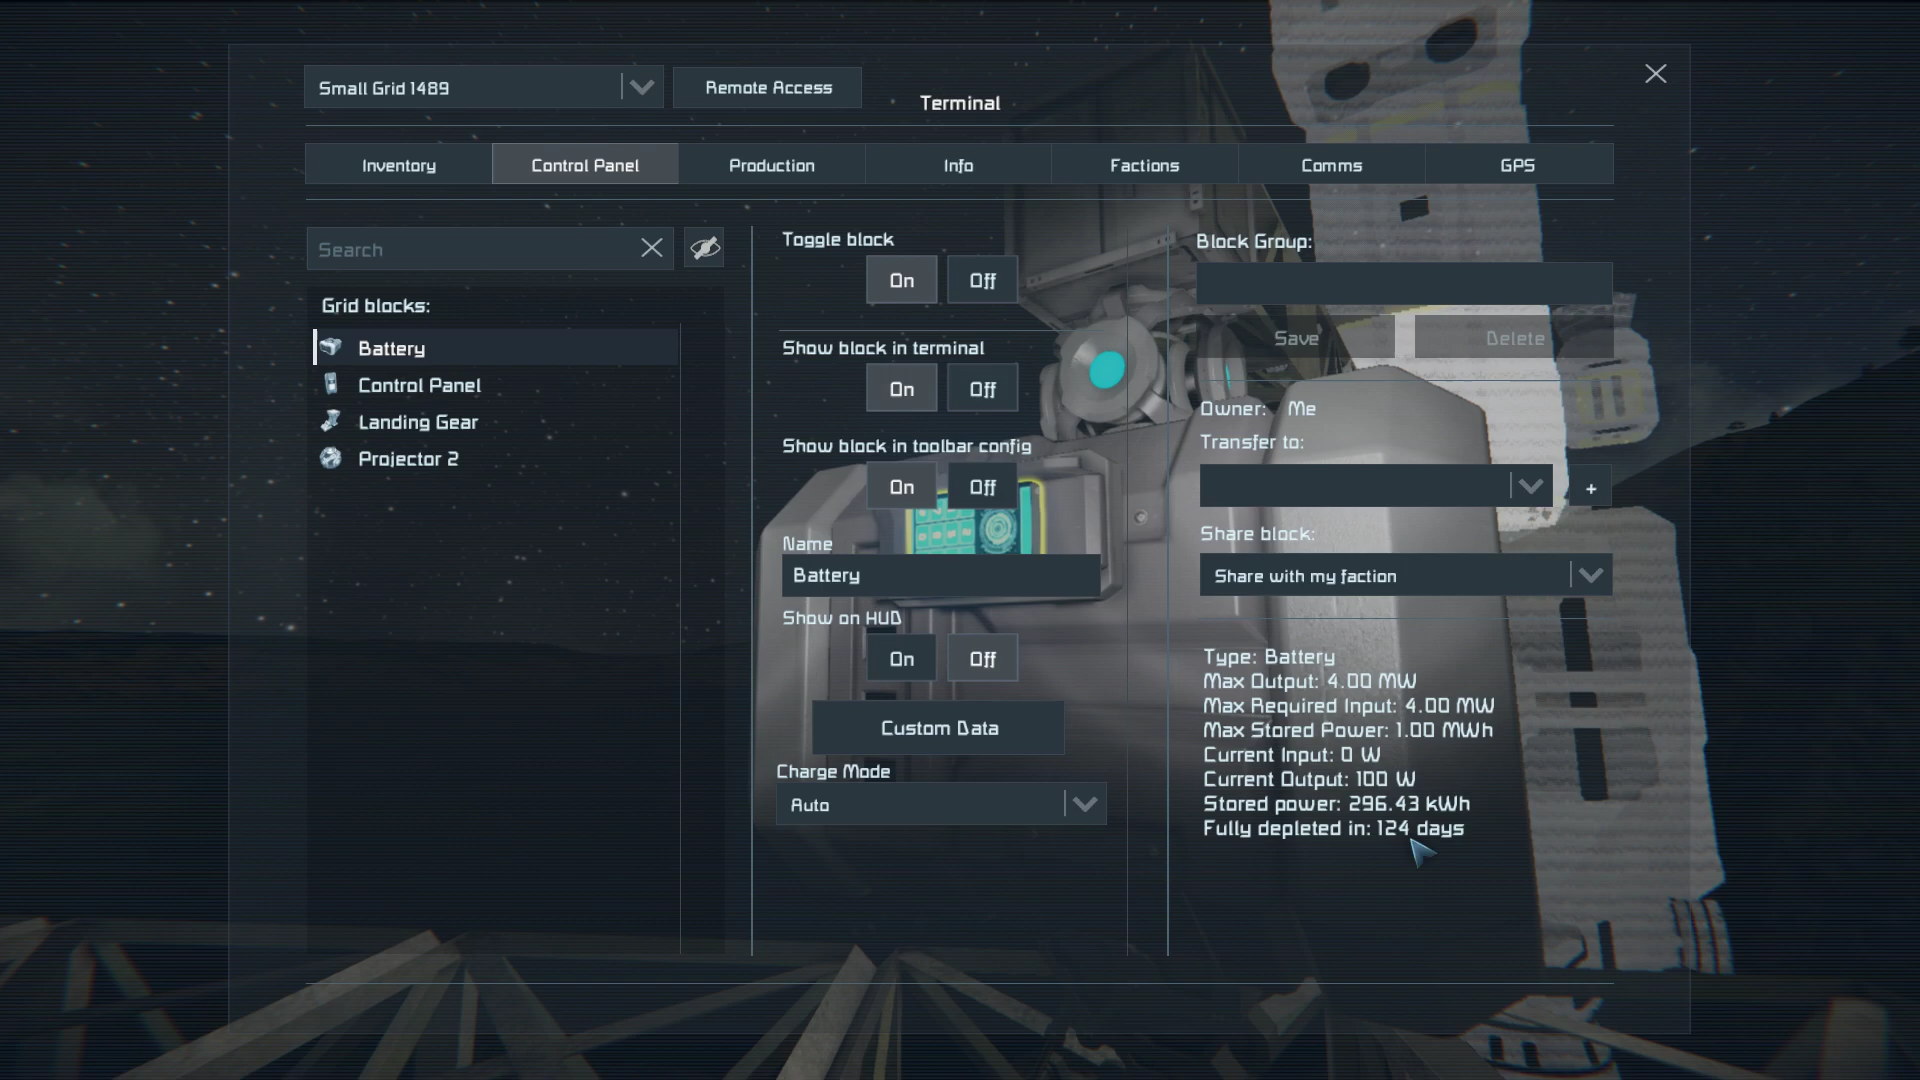 Small Grid 1489
Remote Access
Terminal
Inventory
Control Panel
Production
Info
Factions
Comms
GPS
Search
Grid blocks:
Battery
Control Panel
Landing Gear
Projector 2
Toggle block
On
Off
Show block in terminal
On
Off
Show block in toolbar config
On
Off
Name
Battery
Show on HUD
On
Off
Custom Data
Charge Mode
Auto
Block Group:
Save
Delete
Owner: Me
Transfer to:
+
Share block:
Share with my faction
Type: Battery
Max Output: 4.00 MW
Max Required Input: 4.00 MW
Max Stored Power: 1.00 MWh
Current Input: 0 W
Current Output: 100 W
Stored power: 296.43 kWh
Fully depleted in: 124 days